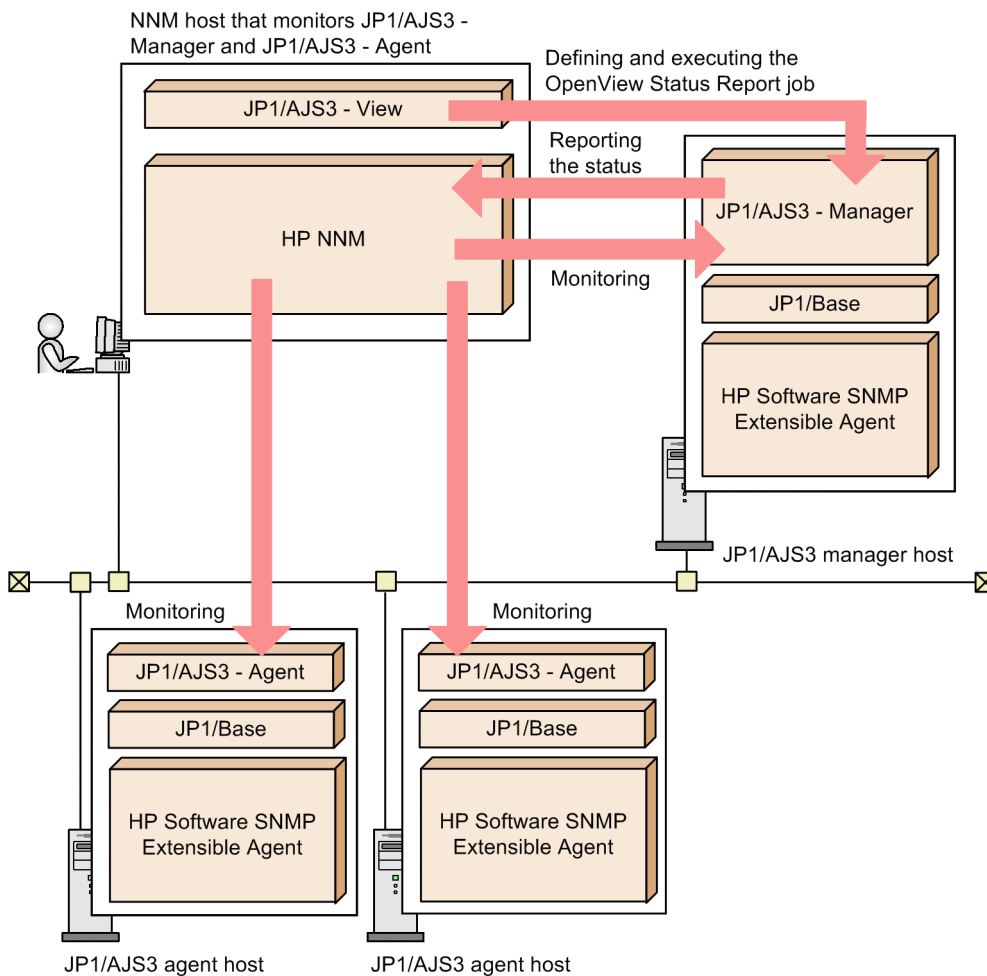 NNM host that monitors JP1/AJS3 -
Manager and JP1/AJS3 - Agent
Defining and executing the
OpenView Status Report job
JP1/AJS3 - View
Reporting
the status
HP NNM
Monitoring
JP1/AJS3 - Manager
JP1/Base
HP Software SNMP
Extensible Agent
JP1/AJS3 manager host
Monitoring
JP1/AJS3 - Agent
JP1/Base
HP Software SNMP
Extensible Agent
JP1/AJS3 agent host
Monitoring
JP1/AJS3 - Agent
JP1/Base
HP Software SNMP
Extensible Agent
JP1/AJS3 agent host